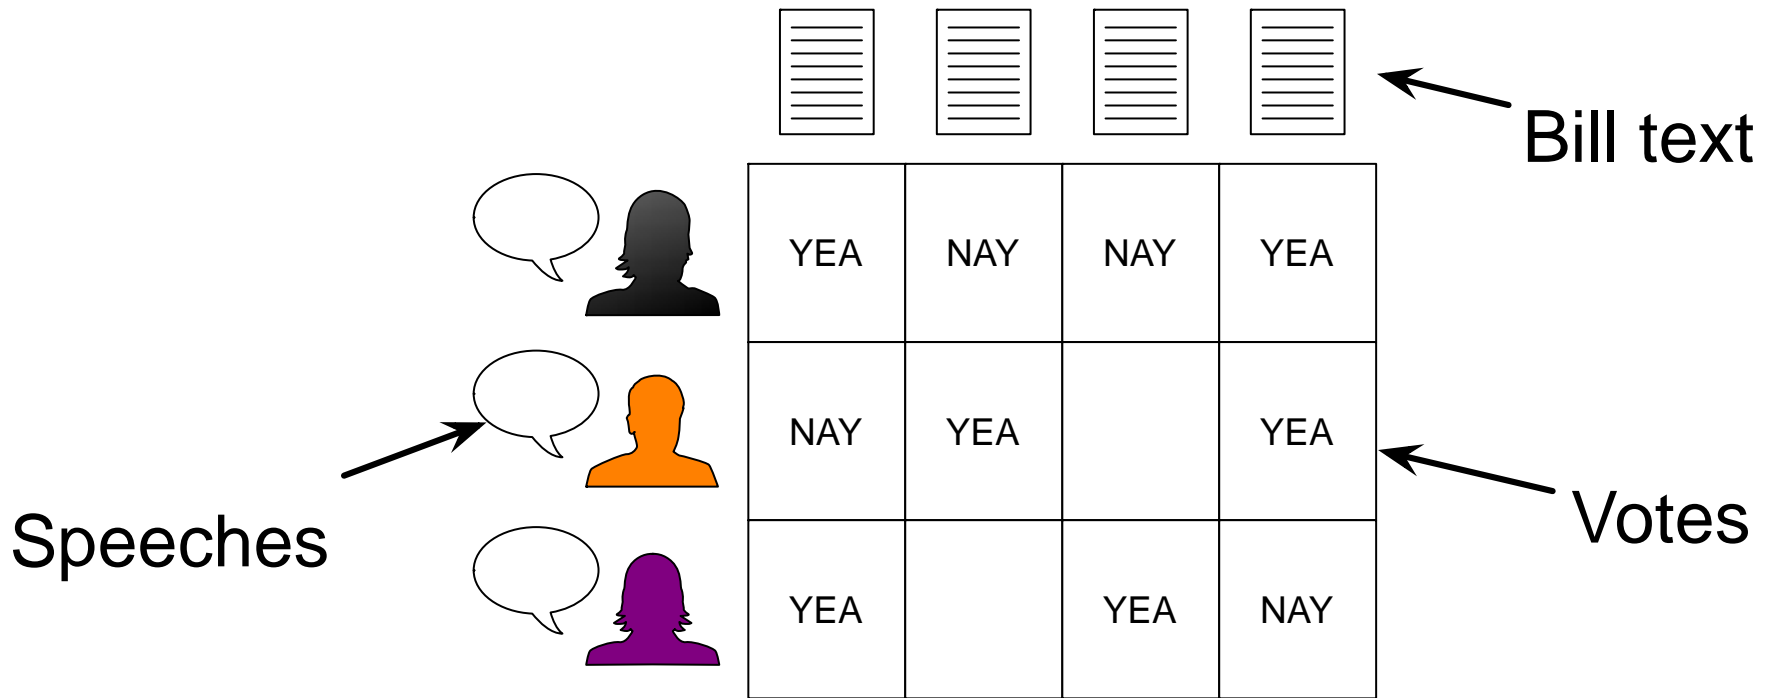 Bill text
YEA NAY NAY YEA
NAY YEA YEA
Votes
Speeches
YEA YEA NAY